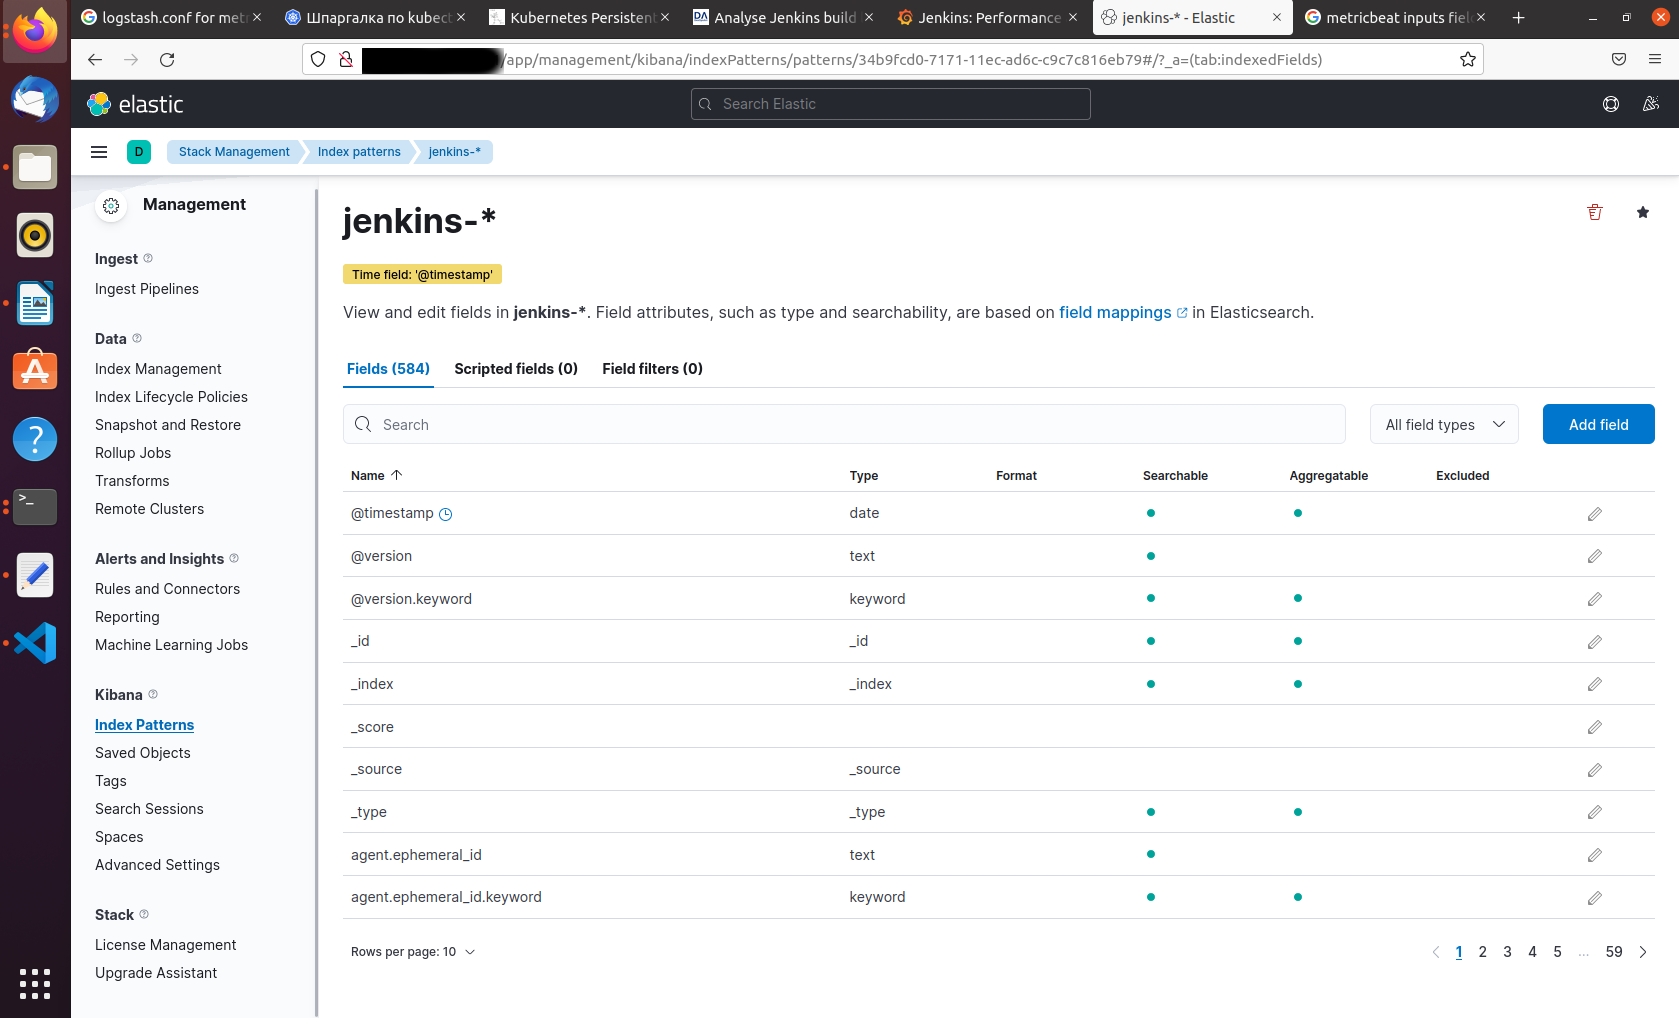 logstash.conf for met
Шпаргалка по kubect
Kubernetes Persistent
Analyse Jenkins build
Jenkins: Performance
jenkins-* - Elastic
metricbeat inputs fiel
/app/management/kibana/indexPatterns/patterns/34b9fcd0-7171-11ec-ad6c-c9c7c816eb79#/?_a=(tab:indexedFields)
elastic
Search Elastic
D
Stack Management
Index patterns
jenkins-*
Management
Ingest
Ingest Pipelines
Data
Index Management
Index Lifecycle Policies
Snapshot and Restore
Rollup Jobs
Transforms
Remote Clusters
Alerts and Insights
Rules and Connectors
Reporting
Machine Learning Jobs
Kibana
Index Patterns
Saved Objects
Tags
Search Sessions
Spaces
Advanced Settings
Stack
License Management
Upgrade Assistant
jenkins-*
Time field: '@timestamp'
View and edit fields in jenkins-*. Field attributes, such as type and searchability, are based on field mappings in Elasticsearch.
Fields (584) Scripted fields (0) Field filters (0)
Search
All field types
Add field
Name Type Format Searchable Aggregatable Excluded
@timestamp date
@version text
@version.keyword keyword
_id _id
_index _index
_score
_source _source
_type _type
agent.ephemeral_id text
agent.ephemeral_id.keyword keyword
Rows per page: 10
1 2 3 4 5 ... 59